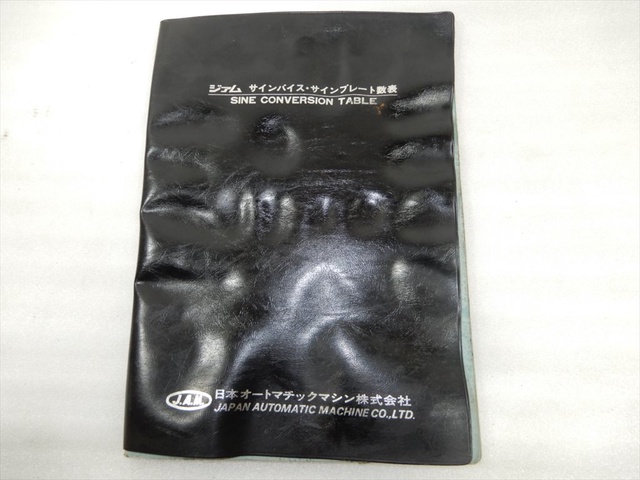 ジャム サインバイス・サインプレート数表
SINE CONVERSION TABLE
J.A.M. 日本オートマチックマシン株式会社
JAPAN AUTOMATIC MACHINE CO.,LTD.